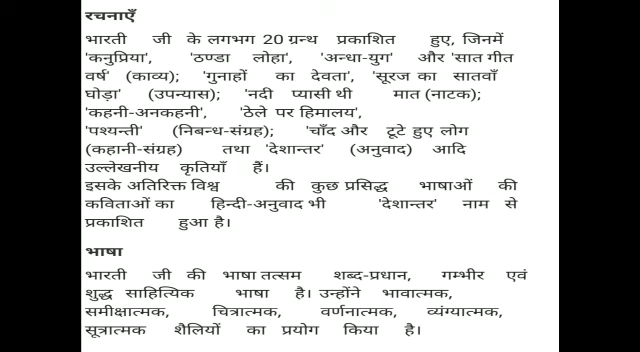 रचनाएँ
भारती जी के लगभग 20 ग्रन्थ प्रकाशित हुए, जिनमें
'कनुप्रिया', 'ठण्डा लोहा', 'अन्धा-युग' और 'सात गीत
वर्ष' (काव्य); 'गुनाहों का देवता', 'सूरज का सातवाँ
घोड़ा' (उपन्यास); 'नदी प्यासी थी मात (नाटक);
'कहनी-अनकहनी', 'ठेले पर हिमालय',
'पश्यन्ती' (निबन्ध-संग्रह); 'चाँद और टूटे हुए लोग
(कहानी-संग्रह) तथा 'देशान्तर' (अनुवाद) आदि
उल्लेखनीय कृतियाँ हैं।
इसके अतिरिक्त विश्व की कुछ प्रसिद्ध भाषाओं की
कविताओं का हिन्दी-अनुवाद भी 'देशान्तर' नाम से
प्रकाशित हुआ है।
भाषा
भारती जी की भाषा तत्सम शब्द-प्रधान, गम्भीर एवं
शुद्ध साहित्यिक भाषा है। उन्होंने भावात्मक,
समीक्षात्मक, चित्रात्मक, वर्णनात्मक, व्यंग्यात्मक,
सूत्रात्मक शैलियों का प्रयोग किया है।